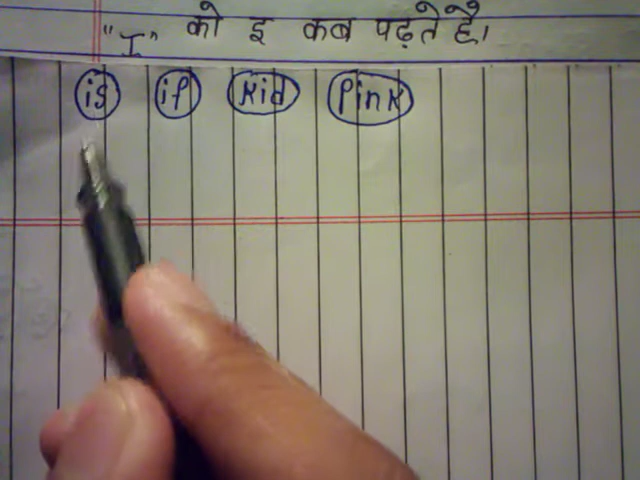 "I" को इ कब पढ़ते है।
is if kid Pink